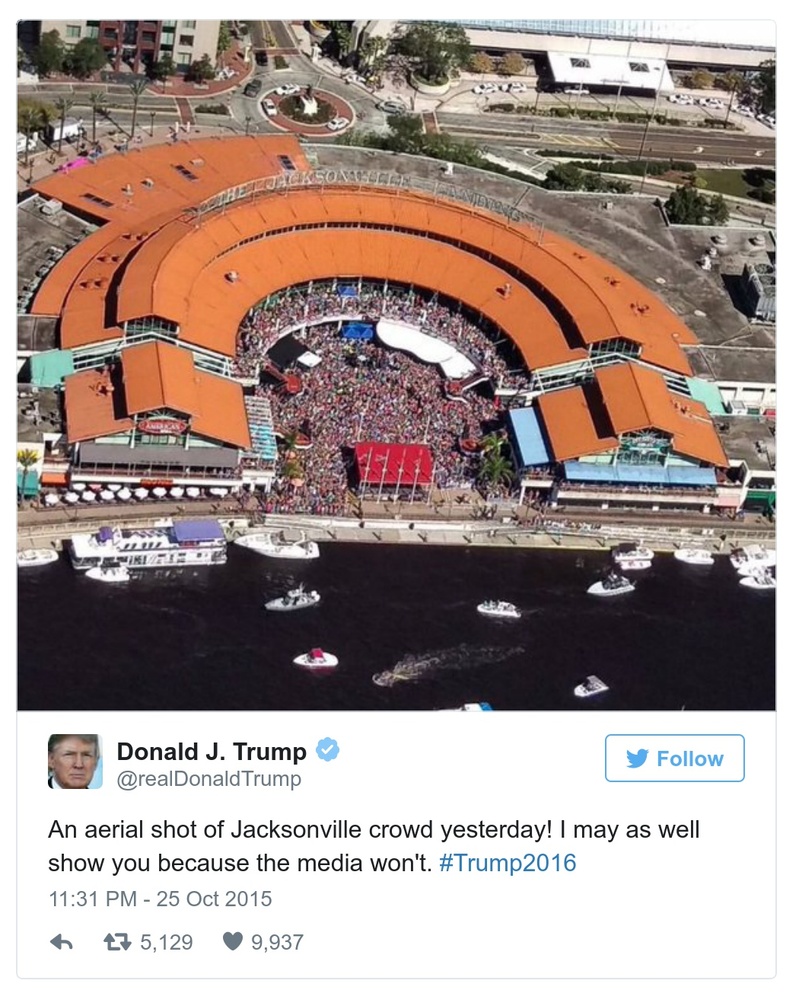 THE JACKSONVILLE LANDING
AMERICAN
Donald J. Trump
@realDonaldTrump
Follow
An aerial shot of Jacksonville crowd yesterday! I may as well
show you because the media won't. #Trump2016
11:31 PM - 25 Oct 2015
5,129 9,937